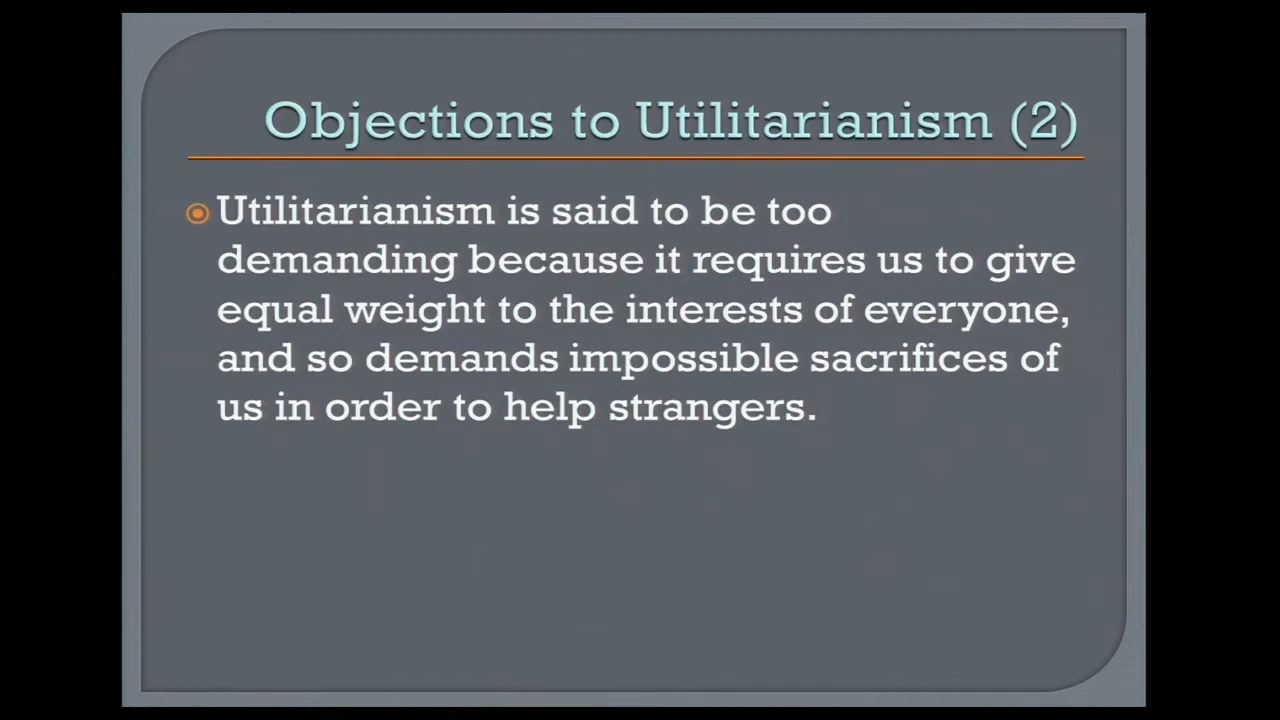 Objections to Utilitarianism (2)
Utilitarianism is said to be too
demanding because it requires us to give
equal weight to the interests of everyone,
and so demands impossible sacrifices of
us in order to help strangers.